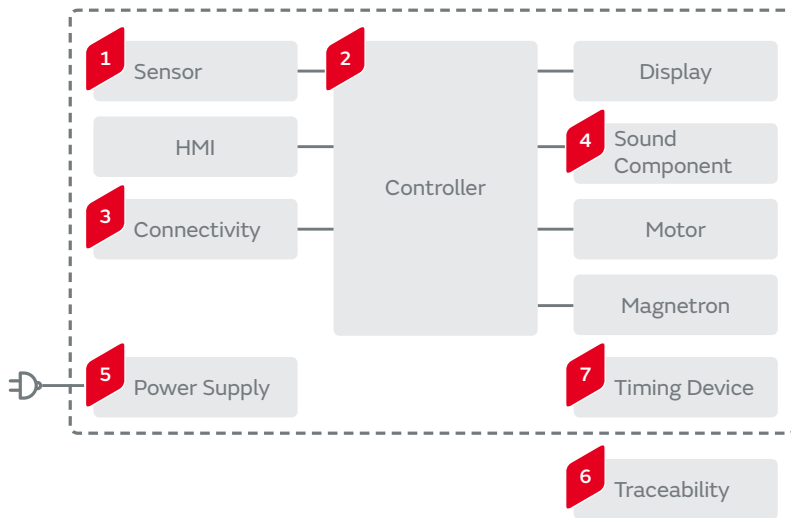 1
Sensor
2
Display
HMI
4
Sound
Component
Controller
3
Connectivity
Motor
Magnetron
5
Power Supply
7
Timing Device
6
Traceability